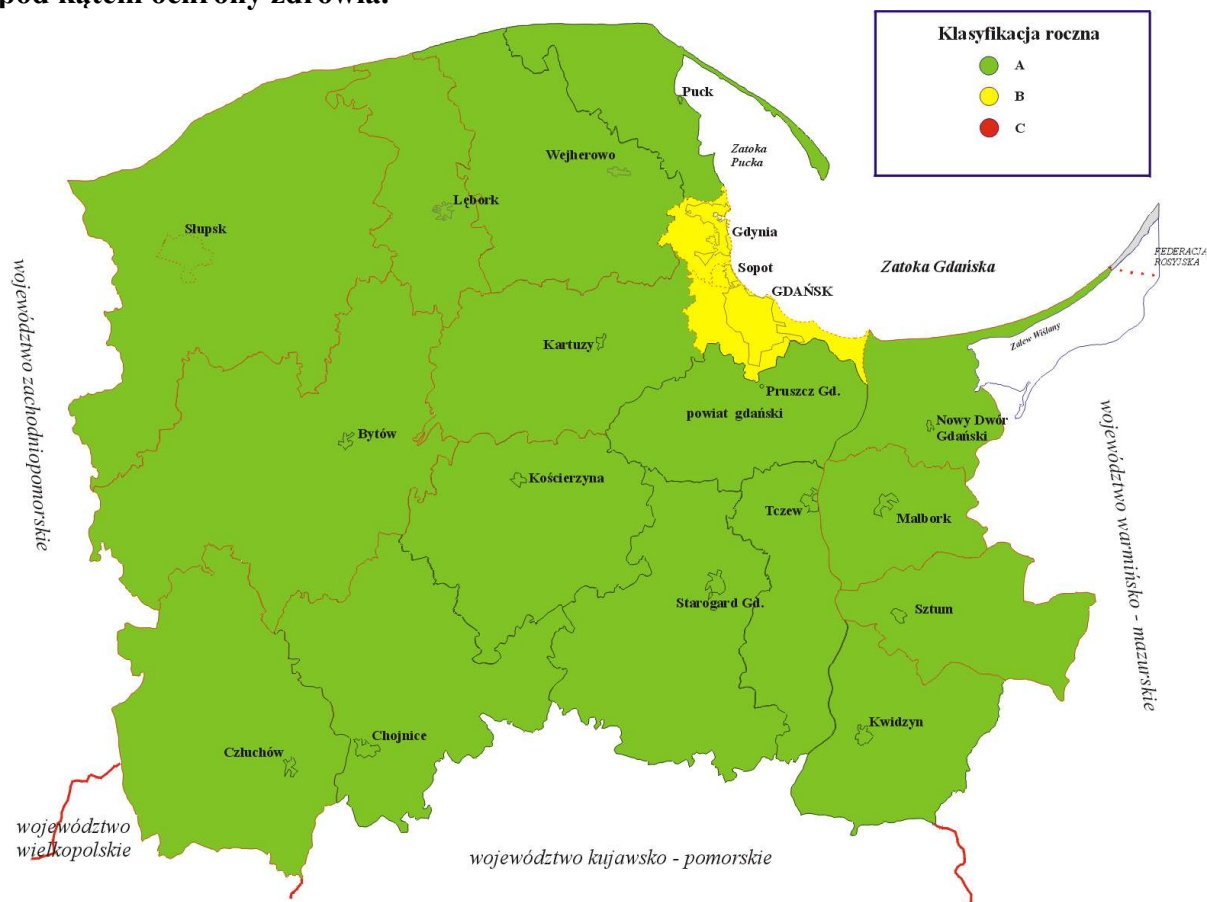 pod kątem ochrony zdrowia.
Klasyfikacja roczna
A
B
C
Puck
Zatoka
Pucka
Wejherowo
Lębork
Słupsk
Gdynia
Sopot
GDAŃSK
Zatoka Gdańska
FEDERACJA
ROSYJSKA
Zalew Wiślany
Kartuzy
Pruszcz Gd.
powiat gdański
Nowy Dwór
Gdański
Bytów
Kościerzyna
Tczew
Malbork
Starogard Gd.
Sztum
Kwidzyn
Chojnice
Człuchów
województwo zachodniopomorskie
województwo warmińsko - mazurskie
województwo
wielkopolskie
województwo kujawsko - pomorskie